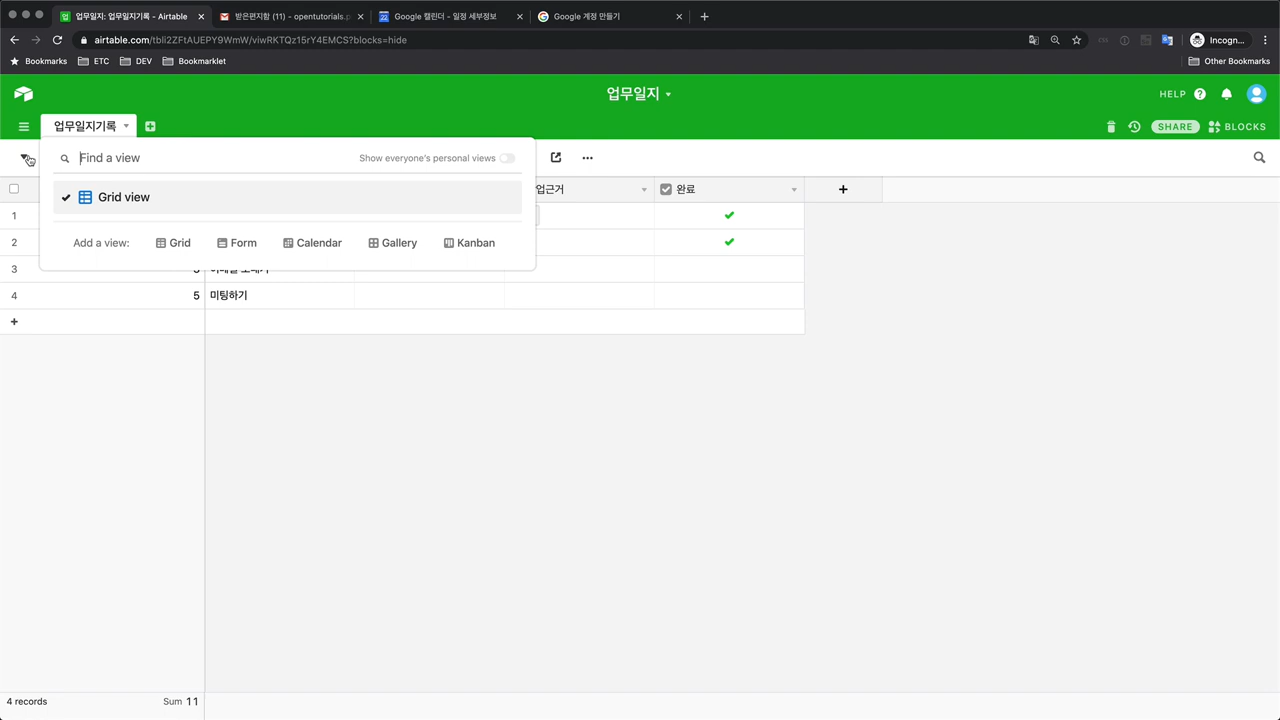 업무일지: 업무일지기록 - Airtable
받은편지함 (11) - opentutorials.p
Google 캘린더 - 일정 세부정보
Google 계정 만들기
airtable.com/tbli2ZFtAUEPY9WmW/viwRKTQz15rY4EMCS?blocks=hide
Incogn...
Bookmarks
ETC
DEV
Bookmarklet
Other Bookmarks
업무일지
HELP
업무일지기록
SHARE
BLOCKS
Find a view
Show everyone's personal views
Grid view
Add a view:
Grid
Form
Calendar
Gallery
Kanban
업근거
완료
1
2
3
4
5 미팅하기
4 records
Sum 11